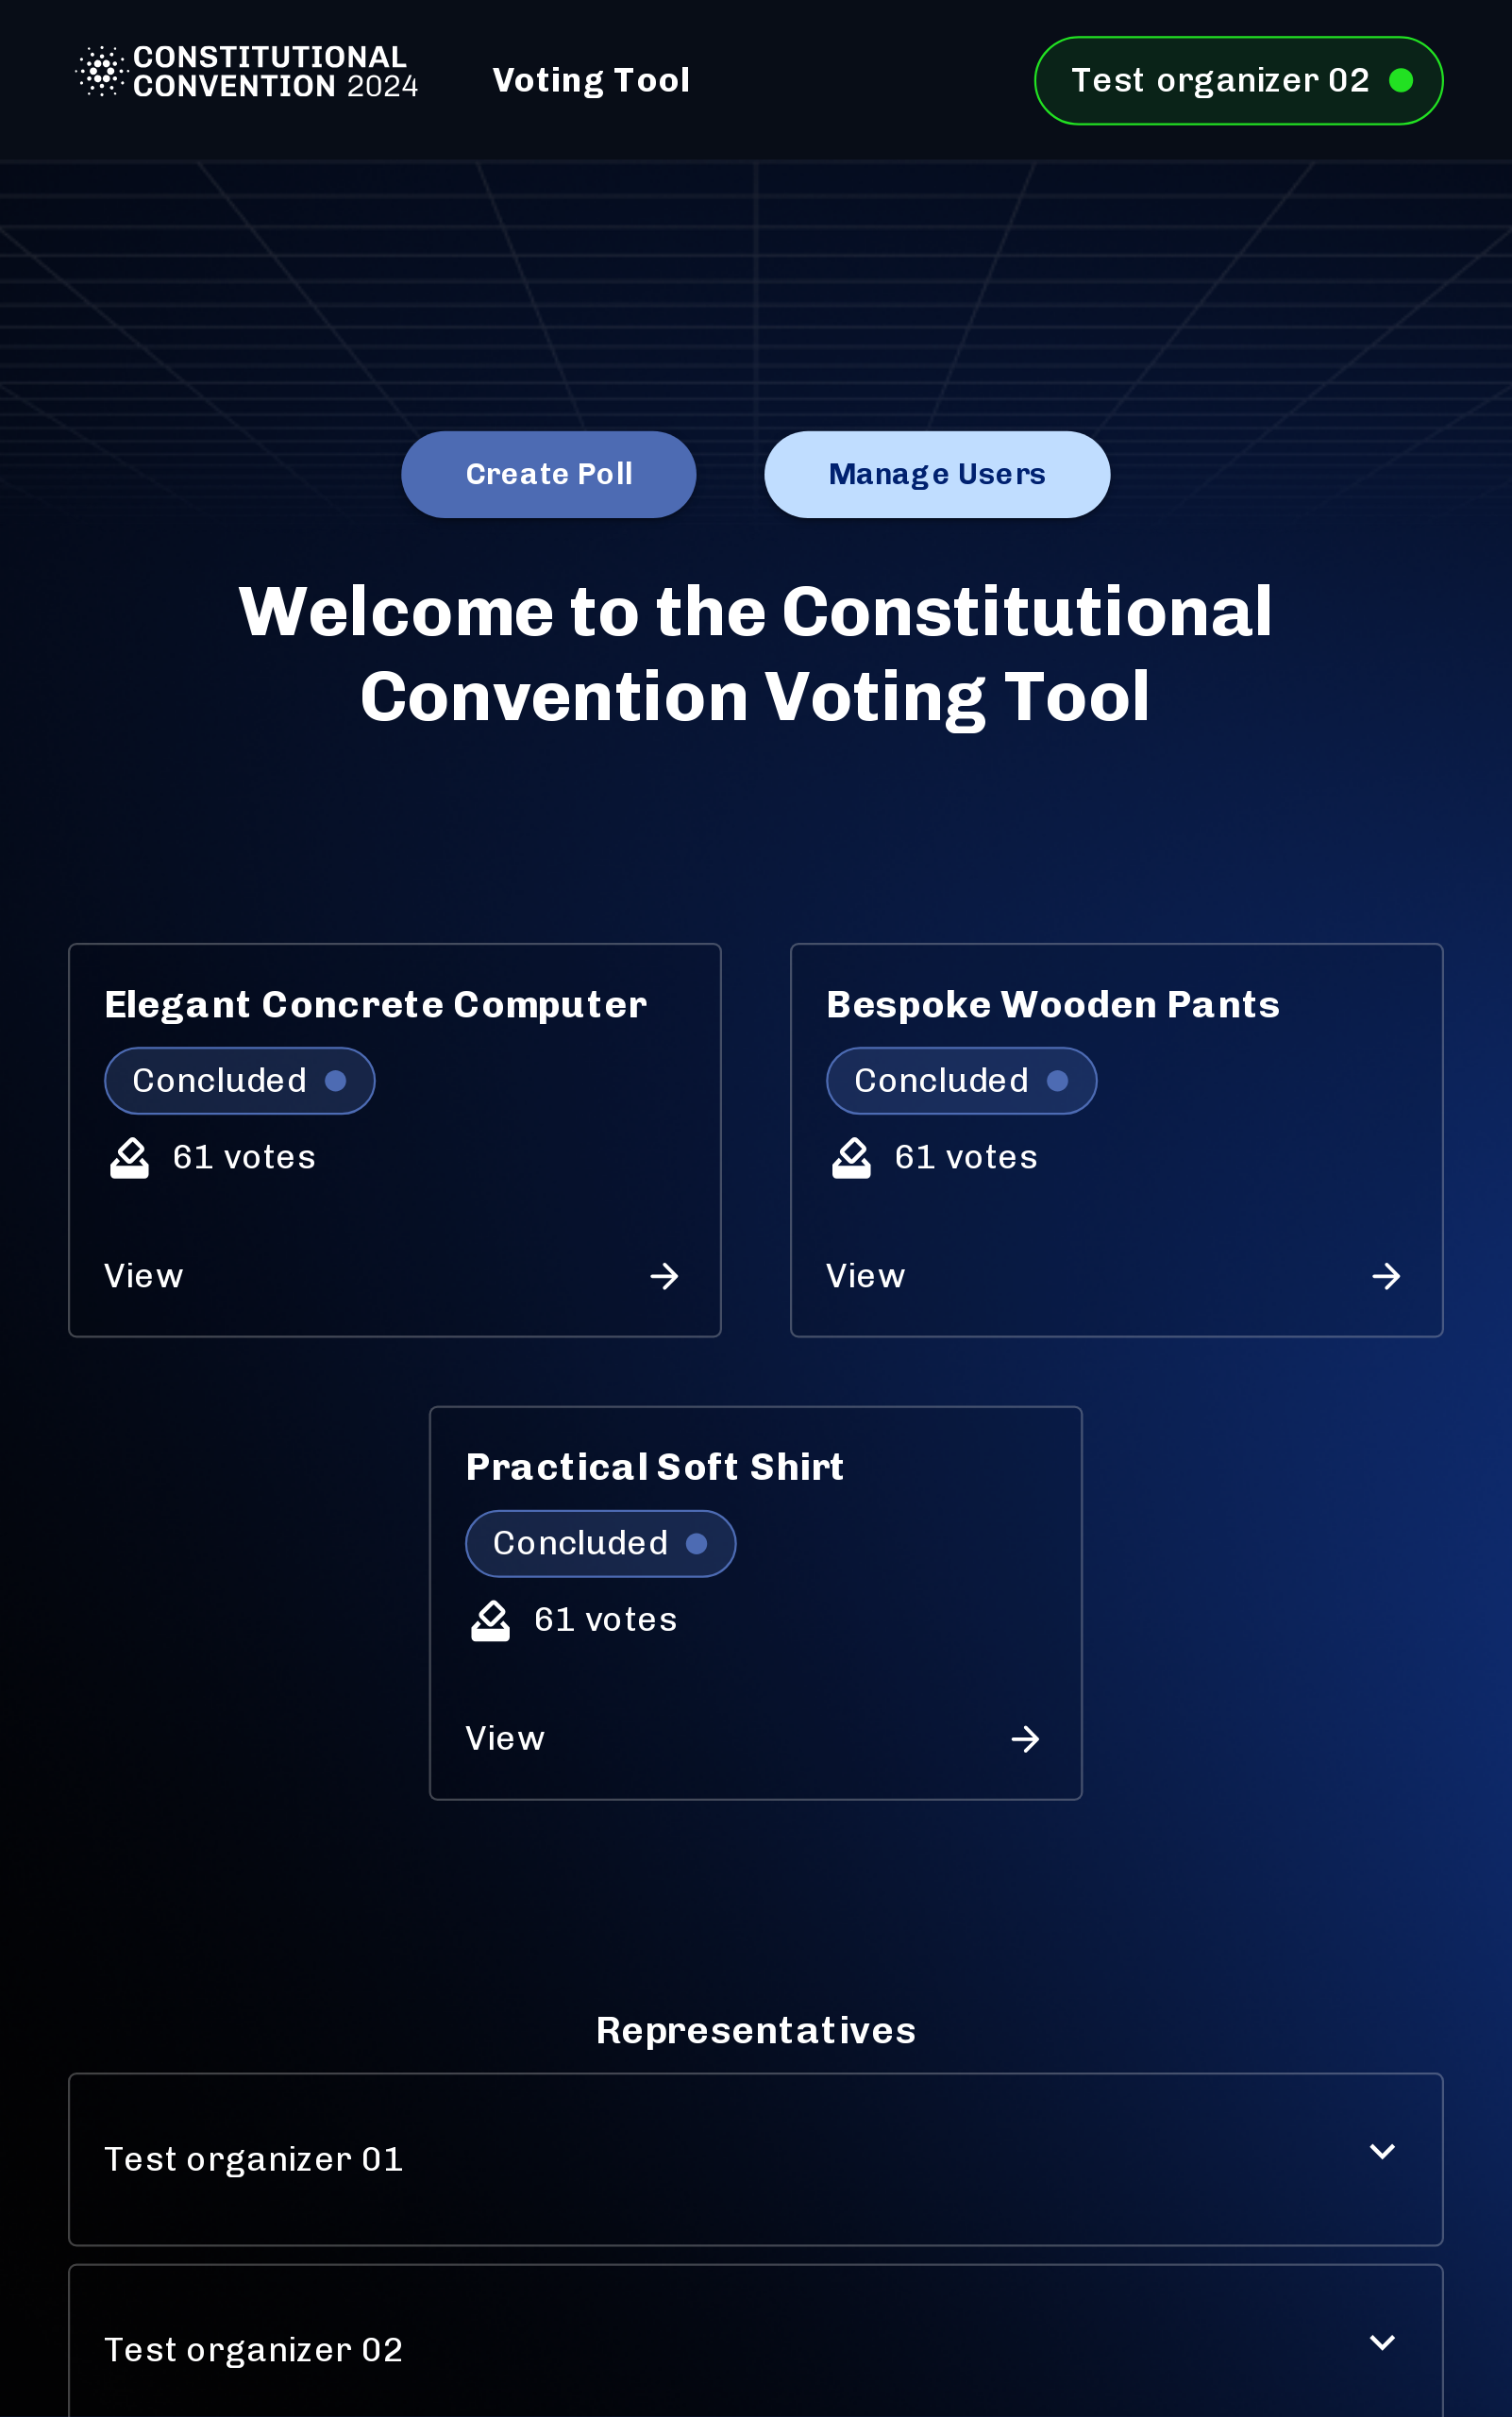 CONSTITUTIONAL
CONVENTION 2024
Voting Tool
Test organizer 02
Create Poll
Manage Users
Welcome to the Constitutional
Convention Voting Tool
Elegant Concrete Computer
Concluded
61 votes
View
Bespoke Wooden Pants
Concluded
61 votes
View
Practical Soft Shirt
Concluded
61 votes
View
Representatives
Test organizer 01
Test organizer 02